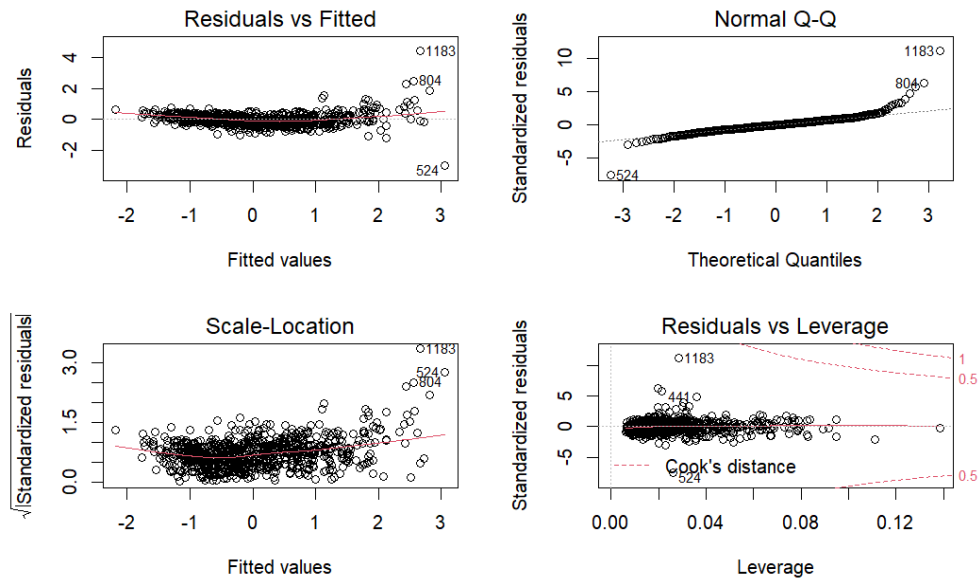 Residuals vs Fitted
Residuals
4
2
0
-2
1183
804
524
-2 -1 0 1 2 3
Fitted values
Normal Q-Q
Standardized residuals
10
5
0
-5
1183
804
524
-3 -2 -1 0 1 2 3
Theoretical Quantiles
Scale-Location
√|Standardized residuals|
3.0
1.5
0.0
1183
524
804
-2 -1 0 1 2 3
Fitted values
Residuals vs Leverage
Standardized residuals
5
0
-5
1183
441
524
Cook's distance
1
0.5
0.5
0.00 0.04 0.08 0.12
Leverage